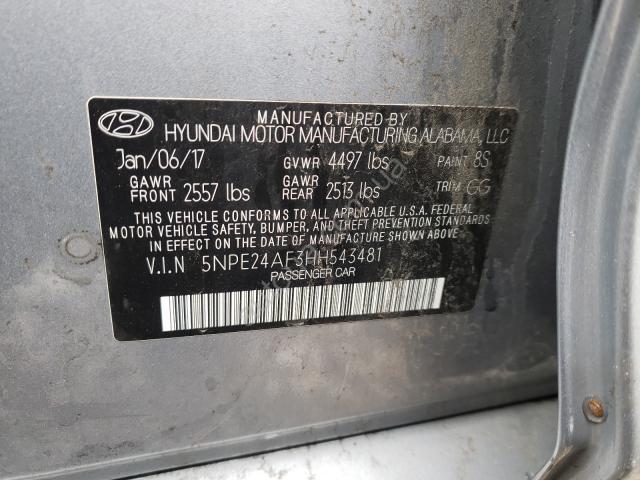 MANUFACTURED BY
HYUNDAI MOTOR MANUFACTURING ALABAMA, LLC
Jan/06/17 GVWR 4497 lbs PAINT 8S
GAWR FRONT 2557 lbs GAWR REAR 2513 lbs TRIM GG
THIS VEHICLE CONFORMS TO ALL APPLICABLE U.S.A. FEDERAL
MOTOR VEHICLE SAFETY, BUMPER, AND THEFT PREVENTION STANDARDS
IN EFFECT ON THE DATE OF MANUFACTURE SHOWN ABOVE.
V.I.N 5NPE24AF3HH543481
PASSENGER CAR